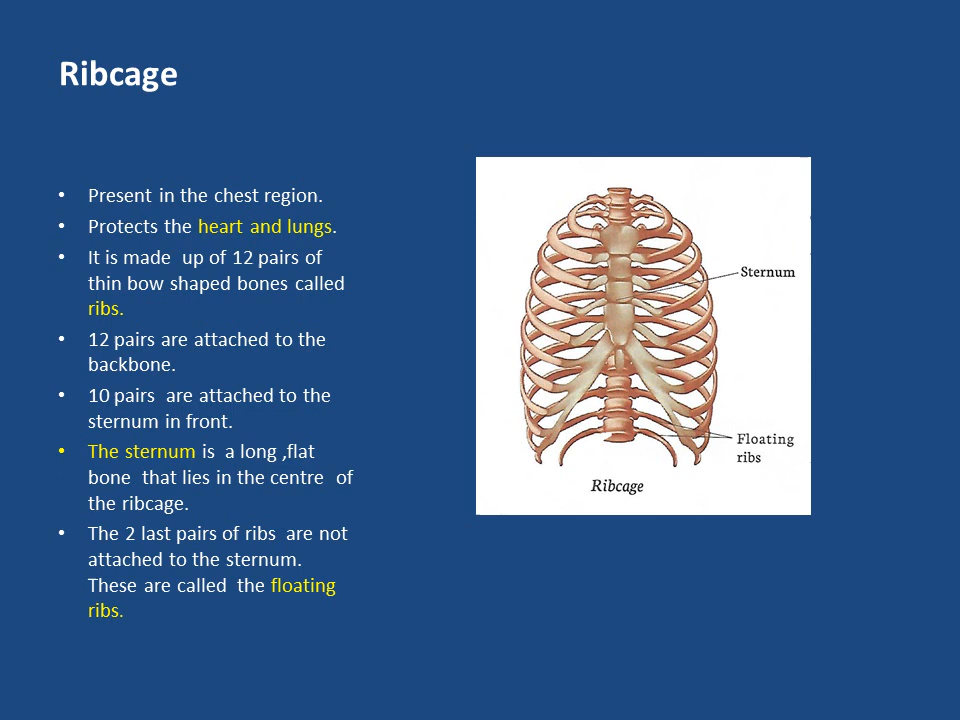 Ribcage
• Present in the chest region.
• Protects the heart and lungs.
• It is made  up of 12 pairs of
thin bow shaped bones called
ribs.
• 12 pairs are attached to the
backbone.
• 10 pairs  are attached to the
sternum in front.
• The sternum is  a long ,flat
bone  that lies in the centre  of
the ribcage.
• The 2 last pairs of ribs  are not
attached to the sternum.
These are called  the floating
ribs.
Sternum
Floating
ribs
Ribcage